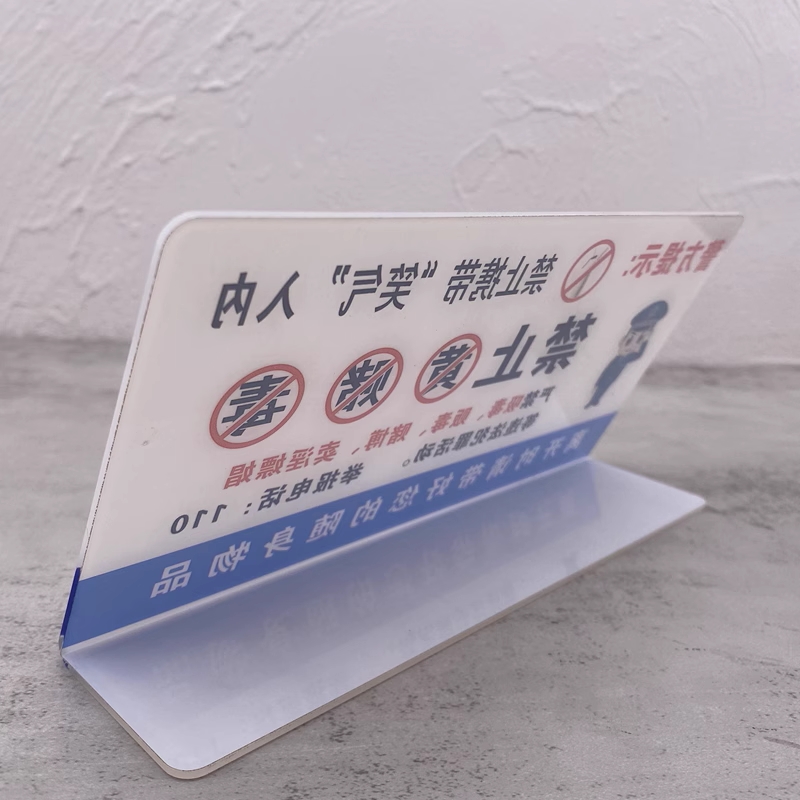 警方提示：
禁止携带“笑气”入内
禁止 黄 赌 毒
严禁吸毒、贩毒、赌博、卖淫嫖娼
等违法犯罪活动。 举报电话：110
离开时请带好您的随身物品